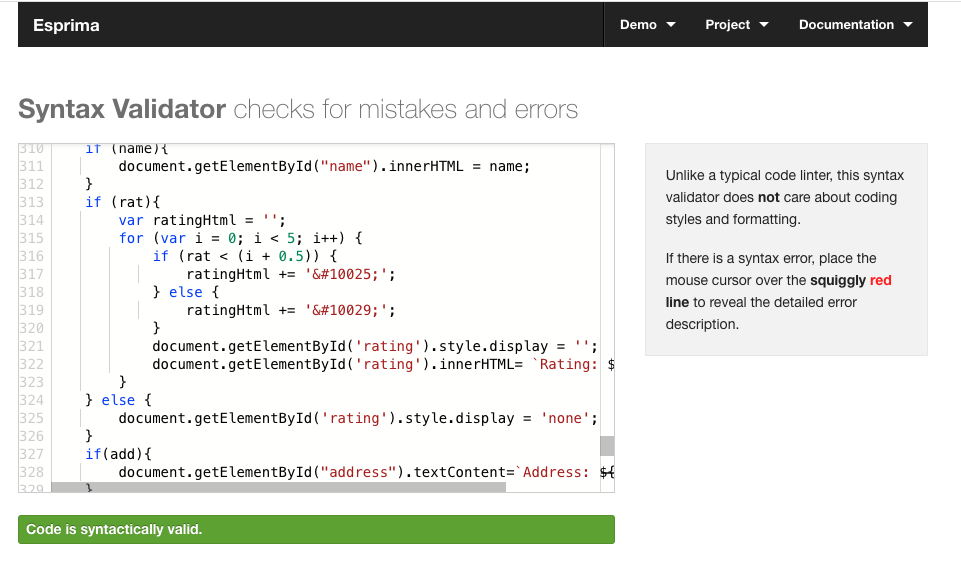 Esprima
Demo Project Documentation
Syntax Validator checks for mistakes and errors
310 if (name){
311 document.getElementById("name").innerHTML = name;
312 }
313 if (rat){
314 var ratingHtml = '';
315 for (var i = 0; i < 5; i++) {
316 if (rat < (i + 0.5)) {
317 ratingHtml += '&#10025;';
318 } else {
319 ratingHtml += '&#10029;';
320 }
321 document.getElementById('rating').style.display = '';
322 document.getElementById('rating').innerHTML= `Rating: $
323 }
324 } else {
325 document.getElementById('rating').style.display = 'none';
326 }
327 if(add){
328 document.getElementById("address").textContent=`Address: ${
329 }
Unlike a typical code linter, this syntax
validator does not care about coding
styles and formatting.
If there is a syntax error, place the
mouse cursor over the squiggly red
line to reveal the detailed error
description.
Code is syntactically valid.